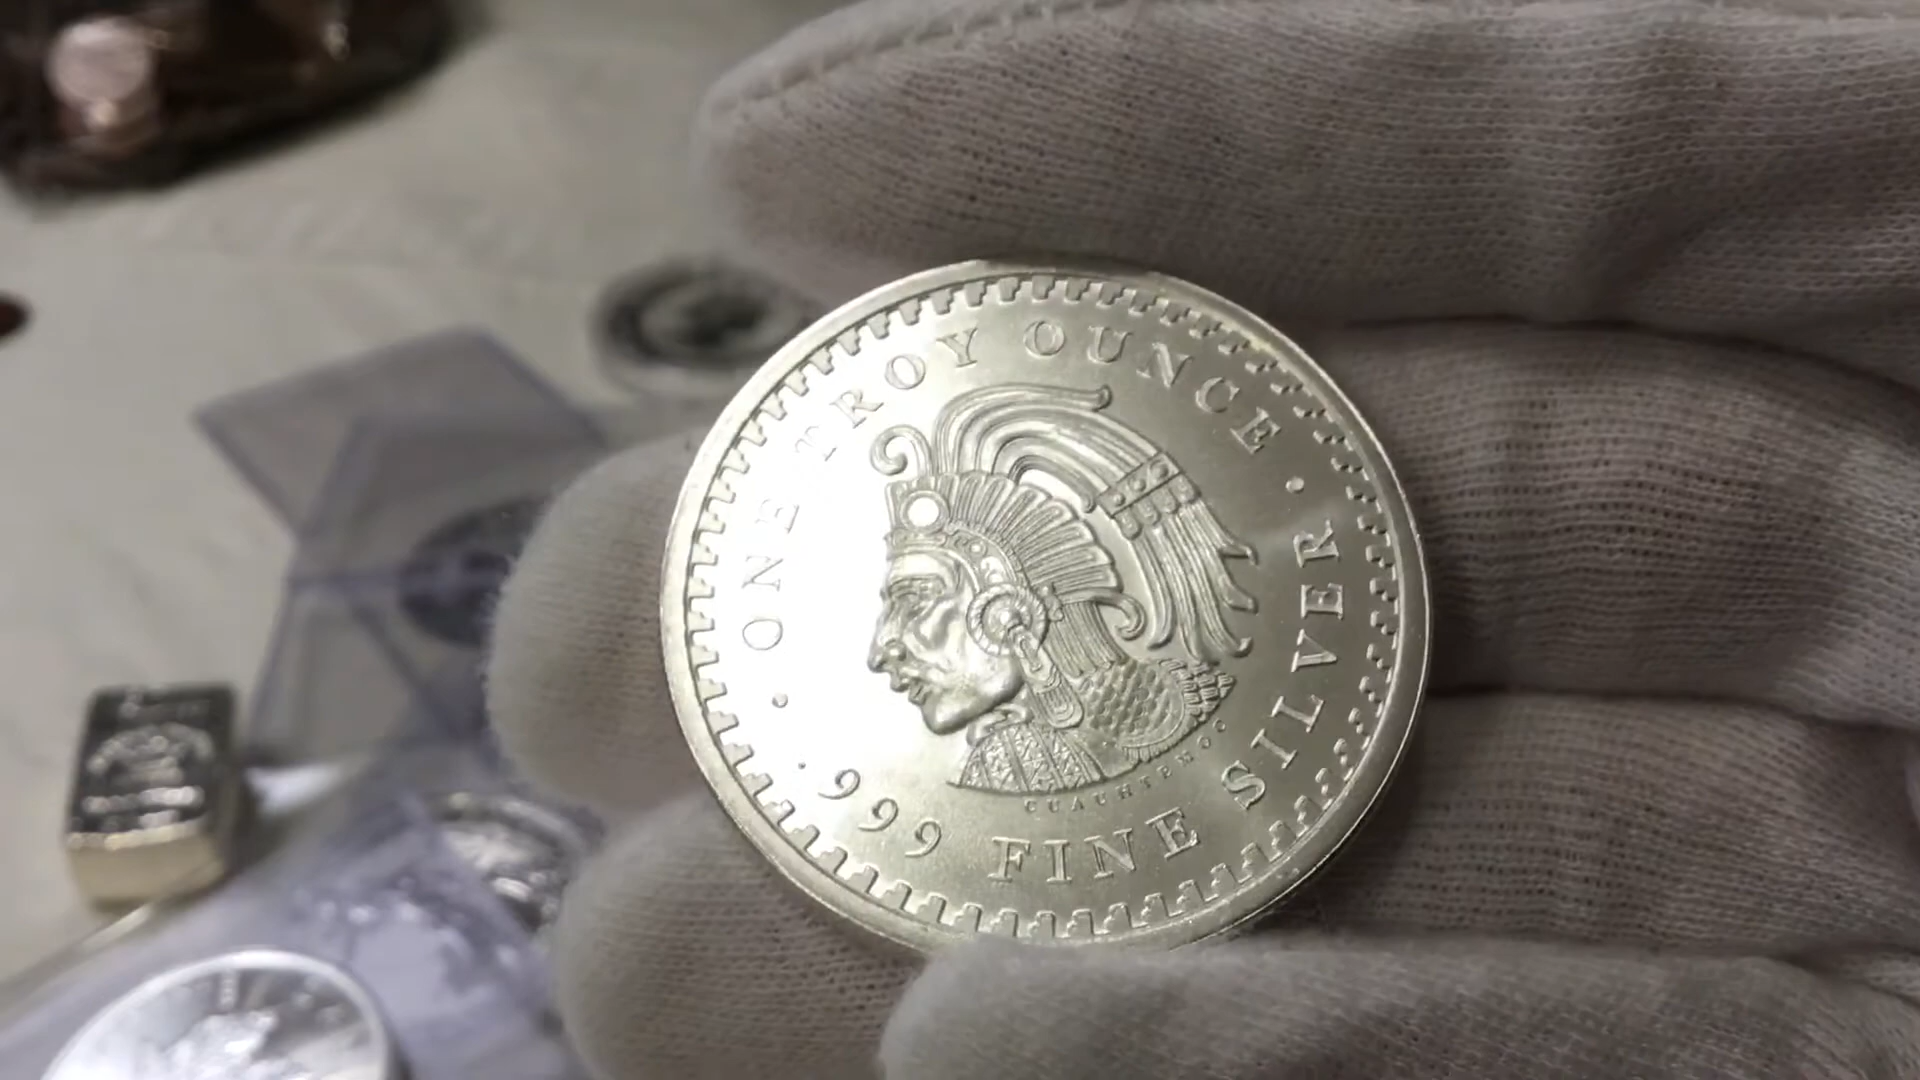 · ONE TROY OUNCE ·
.999 FINE SILVER
CUAUHTEMOC